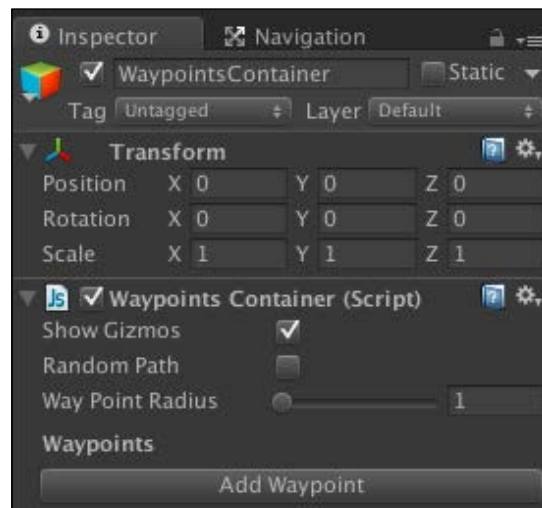 Inspector Navigation
WaypointsContainer Static
Tag Untagged Layer Default
Transform
Position X 0 Y 0 Z 0
Rotation X 0 Y 0 Z 0
Scale X 1 Y 1 Z 1
Js Waypoints Container (Script)
Show Gizmos
Random Path
Way Point Radius 1
Waypoints
Add Waypoint